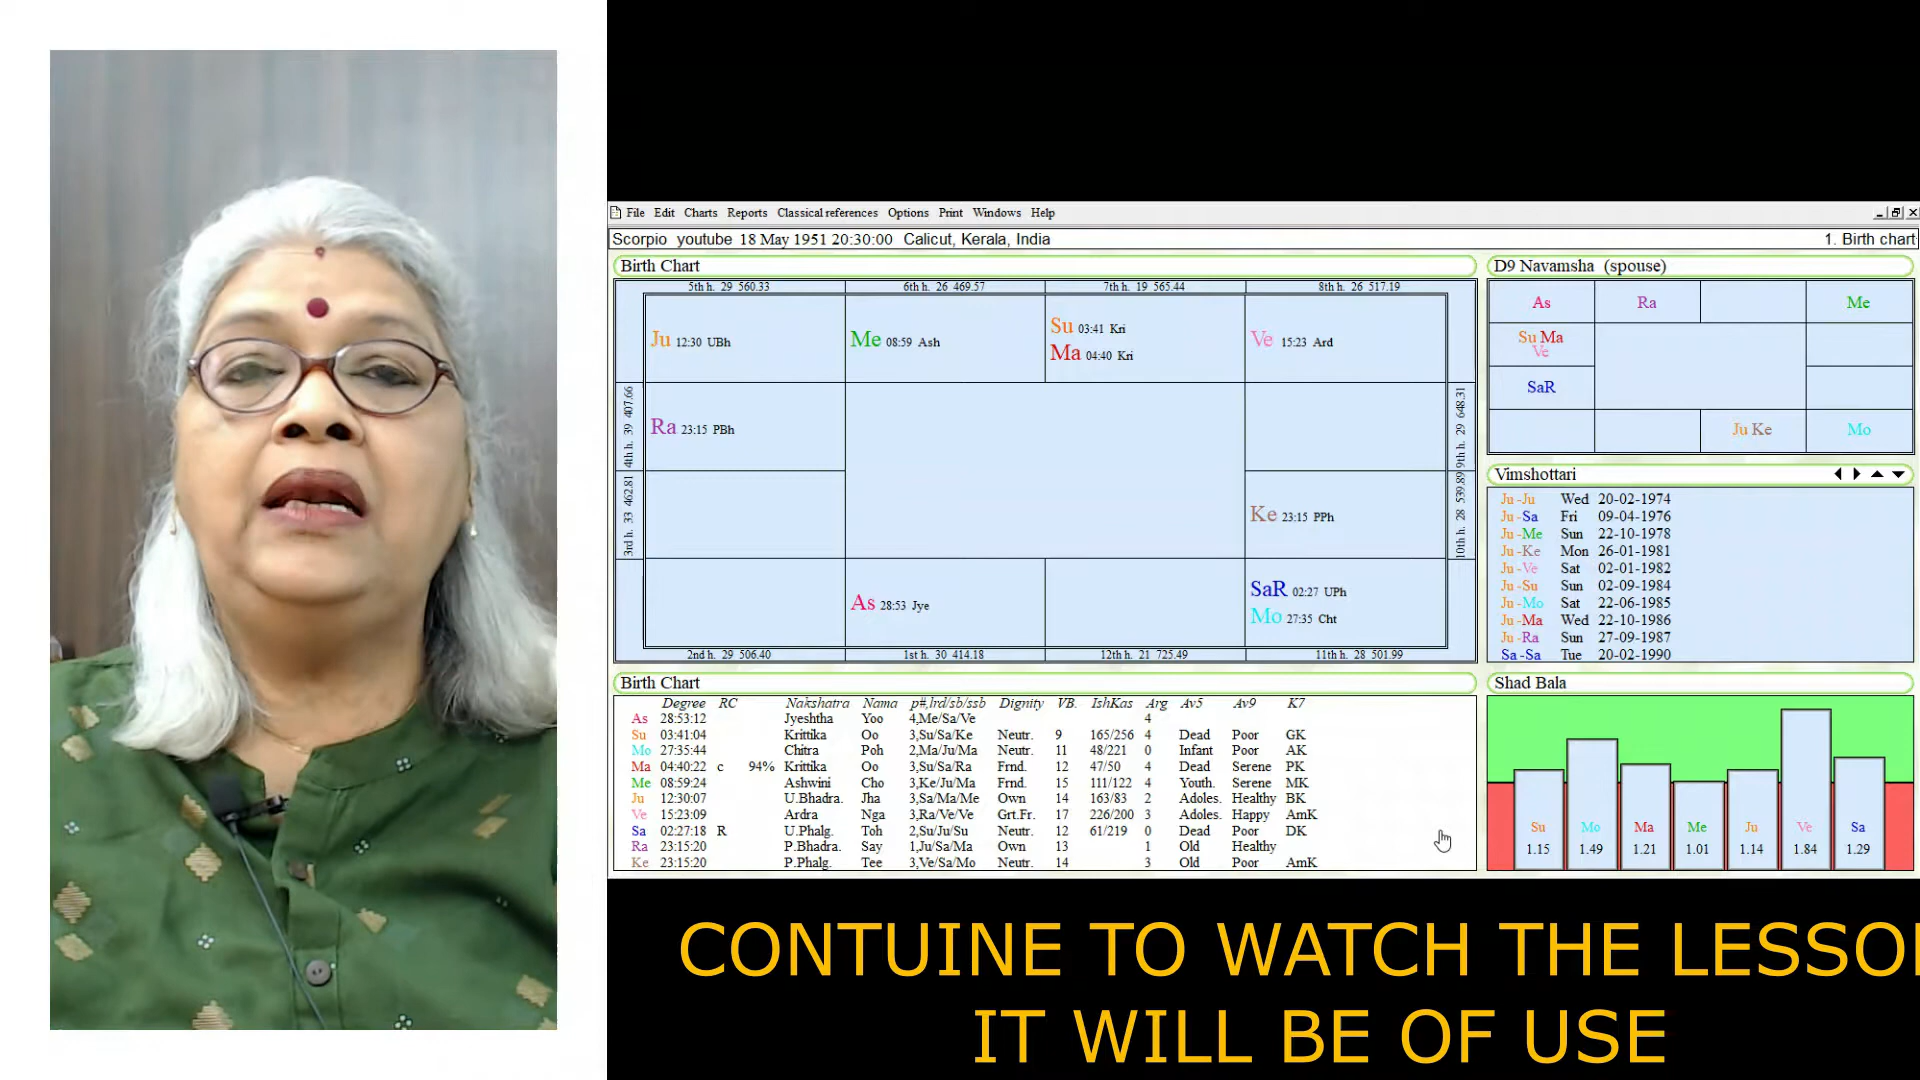 File Edit Charts Reports Classical references Options Print Windows Help
Scorpio youtube 18 May 1951 20:30:00 Calicut, Kerala, India 1. Birth chart
Birth Chart
5th h. 29 560.33 6th h. 26 469.57 7th h. 19 565.44 8th h. 26 517.19
Ju 12:30 UBh
Me 08:59 Ash
Su 03:41 Kri
Ma 04:40 Kri
Ve 15:23 Ard
4th h. 39 407.66
Ra 23:15 PBh
9th h. 29 648.31
3rd h. 33 462.81
Ke 23:15 PPh
10th h. 28 539.89
As 28:53 Jye
SaR 02:27 UPh
Mo 27:35 Cht
2nd h. 29 506.40 1st h. 30 414.18 12th h. 21 725.49 11th h. 28 501.99
D9 Navamsha (spouse)
As Ra Me
Su Ma
Ve
SaR
Ju Ke Mo
Vimshottari
Ju -Ju Wed 20-02-1974
Ju -Sa Fri 09-04-1976
Ju -Me Sun 22-10-1978
Ju -Ke Mon 26-01-1981
Ju -Ve Sat 02-01-1982
Ju -Su Sun 02-09-1984
Ju -Mo Sat 22-06-1985
Ju -Ma Wed 22-10-1986
Ju -Ra Sun 27-09-1987
Sa -Sa Tue 20-02-1990
Birth Chart
Degree RC Nakshatra Nama p#,lrd/sb/ssb Dignity VB. IshKas Arg Av5 Av9 K7
As 28:53:12 Jyeshtha Yoo 4,Me/Sa/Ve 4
Su 03:41:04 Krittika Oo 3,Su/Sa/Ke Neutr. 9 165/256 4 Dead Poor GK
Mo 27:35:44 Chitra Poh 2,Ma/Ju/Ma Neutr. 11 48/221 0 Infant Poor AK
Ma 04:40:22 c 94% Krittika Oo 3,Su/Sa/Ra Frnd. 12 47/50 4 Dead Serene PK
Me 08:59:24 Ashwini Cho 3,Ke/Ju/Ma Frnd. 15 111/122 4 Youth. Serene MK
Ju 12:30:07 U.Bhadra. Jha 3,Sa/Ma/Me Own 14 163/83 2 Adoles. Healthy BK
Ve 15:23:09 Ardra Nga 3,Ra/Ve/Ve Grt.Fr. 17 226/200 3 Adoles. Happy AmK
Sa 02:27:18 R U.Phalg. Toh 2,Su/Ju/Su Neutr. 12 61/219 0 Dead Poor DK
Ra 23:15:20 P.Bhadra. Say 1,Ju/Sa/Ma Own 13 1 Old Healthy
Ke 23:15:20 P.Phalg. Tee 3,Ve/Sa/Mo Neutr. 14 3 Old Poor AmK
Shad Bala
Su Mo Ma Me Ju Ve Sa
1.15 1.49 1.21 1.01 1.14 1.84 1.29
CONTUINE TO WATCH THE LESSO
IT WILL BE OF USE